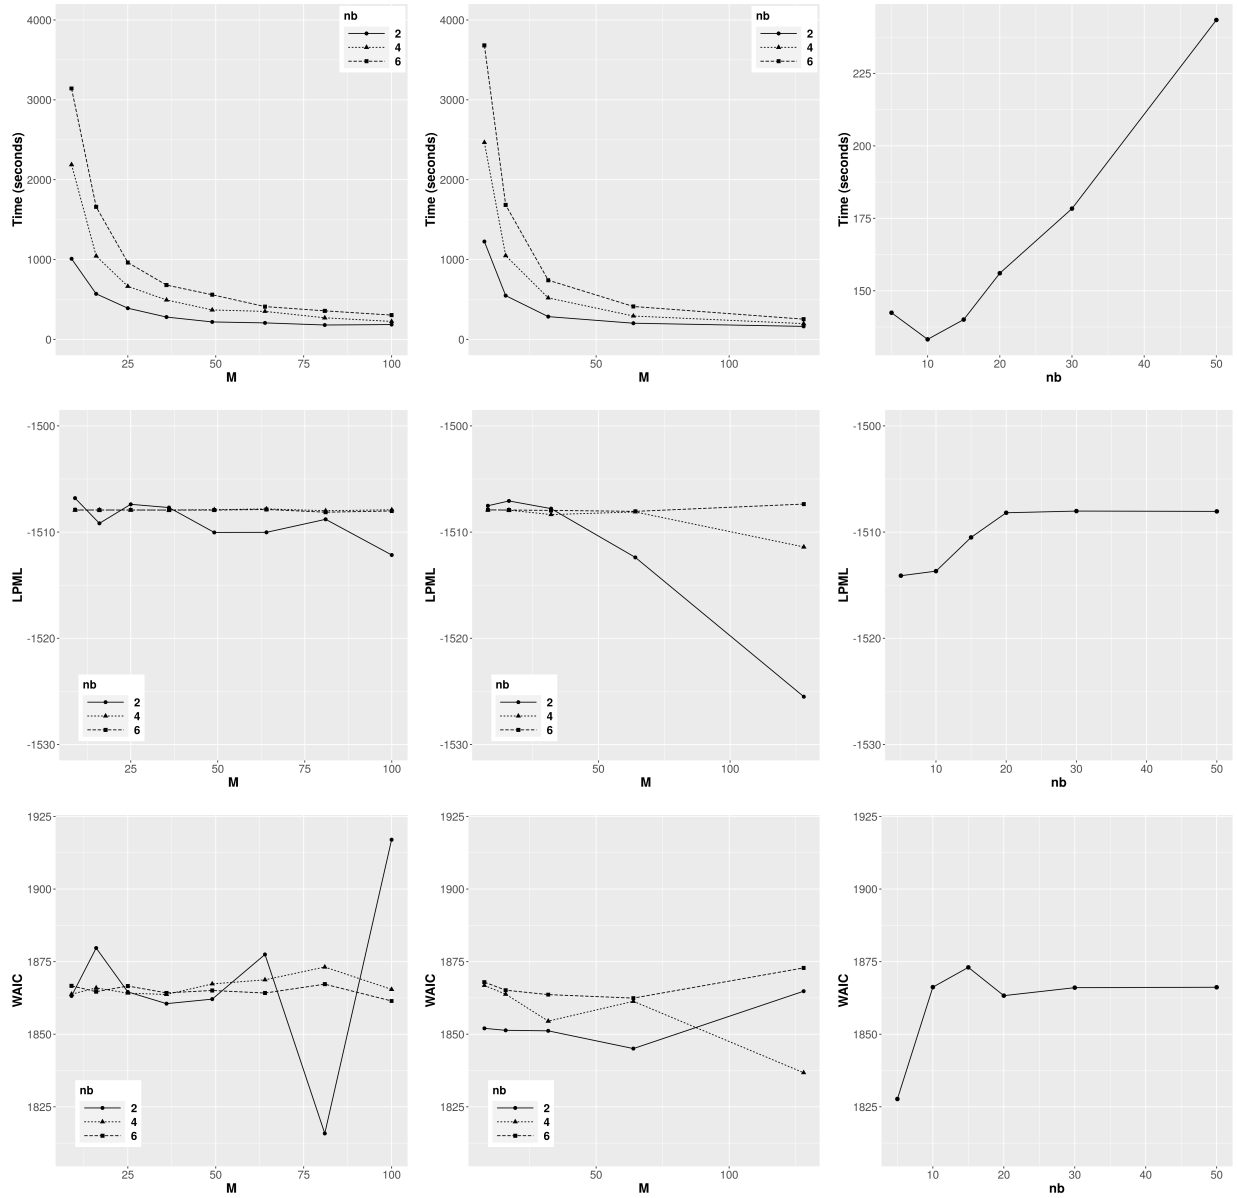 Time (seconds)
4000
3000
2000
1000
0
25 50 75 100
M
nb
2
4
6
Time (seconds)
4000
3000
2000
1000
0
50 100
M
nb
2
4
6
Time (seconds)
225
200
175
150
10 20 30 40 50
nb
LPML
-1500
-1510
-1520
-1530
25 50 75 100
M
nb
2
4
6
LPML
-1500
-1510
-1520
-1530
50 100
M
nb
2
4
6
LPML
-1500
-1510
-1520
-1530
10 20 30 40 50
nb
WAIC
1925
1900
1875
1850
1825
25 50 75 100
M
nb
2
4
6
WAIC
1925
1900
1875
1850
1825
50 100
M
nb
2
4
6
WAIC
1925
1900
1875
1850
1825
10 20 30 40 50
nb